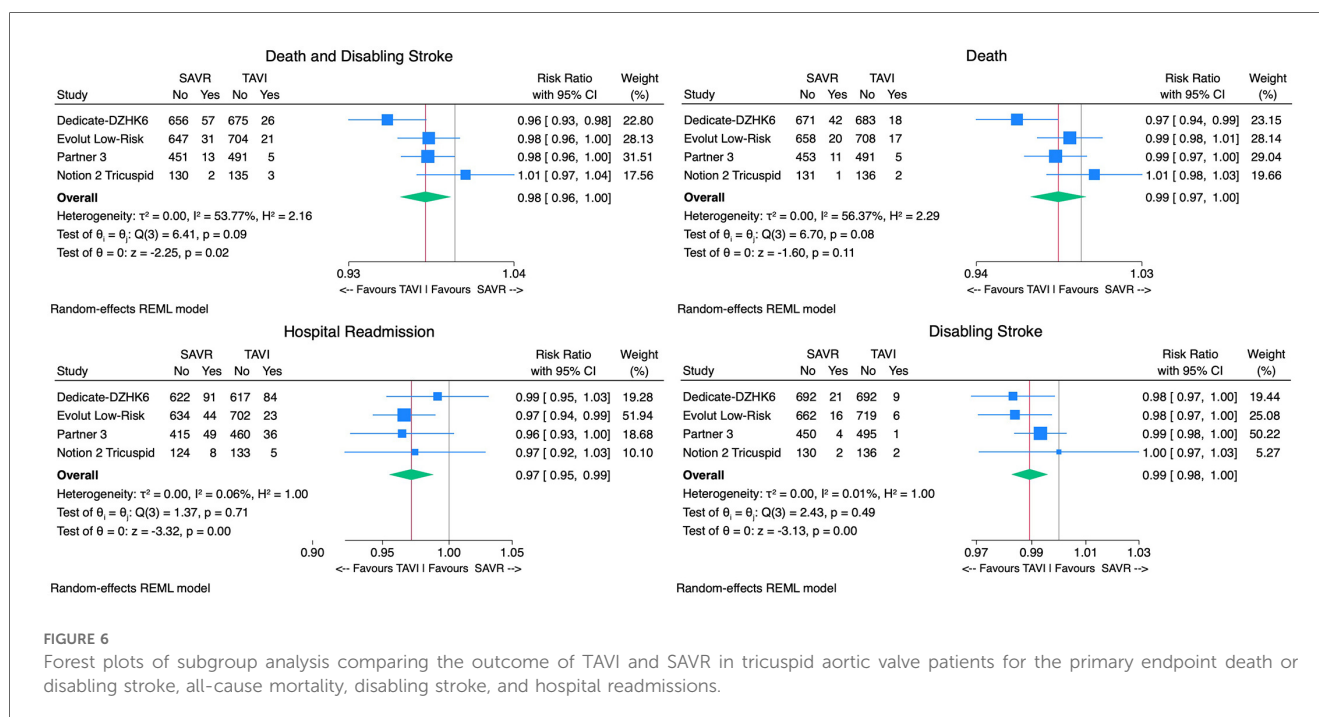 Death and Disabling Stroke
SAVR TAVI Risk Ratio Weight
Study No Yes No Yes with 95% CI (%)
Dedicate-DZHK6 656 57 675 26 0.96 [ 0.93, 0.98] 22.80
Evolut Low-Risk 647 31 704 21 0.98 [ 0.96, 1.00] 28.13
Partner 3 451 13 491 5 0.98 [ 0.96, 1.00] 31.51
Notion 2 Tricuspid 130 2 135 3 1.01 [ 0.97, 1.04] 17.56
Overall 0.98 [ 0.96, 1.00]
Heterogeneity: τ² = 0.00, I² = 53.77%, H² = 2.16
Test of θᵢ = θⱼ: Q(3) = 6.41, p = 0.09
Test of θ = 0: z = -2.25, p = 0.02
0.93 1.04
<-- Favours TAVI I Favours SAVR -->
Random-effects REML model
Death
SAVR TAVI Risk Ratio Weight
Study No Yes No Yes with 95% CI (%)
Dedicate-DZHK6 671 42 683 18 0.97 [ 0.94, 0.99] 23.15
Evolut Low-Risk 658 20 708 17 0.99 [ 0.98, 1.01] 28.14
Partner 3 453 11 491 5 0.99 [ 0.97, 1.00] 29.04
Notion 2 Tricuspid 131 1 136 2 1.01 [ 0.98, 1.03] 19.66
Overall 0.99 [ 0.97, 1.00]
Heterogeneity: τ² = 0.00, I² = 56.37%, H² = 2.29
Test of θᵢ = θⱼ: Q(3) = 6.70, p = 0.08
Test of θ = 0: z = -1.60, p = 0.11
0.94 1.03
<-- Favours TAVI I Favours SAVR -->
Random-effects REML model
Hospital Readmission
SAVR TAVI Risk Ratio Weight
Study No Yes No Yes with 95% CI (%)
Dedicate-DZHK6 622 91 617 84 0.99 [ 0.95, 1.03] 19.28
Evolut Low-Risk 634 44 702 23 0.97 [ 0.94, 0.99] 51.94
Partner 3 415 49 460 36 0.96 [ 0.93, 1.00] 18.68
Notion 2 Tricuspid 124 8 133 5 0.97 [ 0.92, 1.03] 10.10
Overall 0.97 [ 0.95, 0.99]
Heterogeneity: τ² = 0.00, I² = 0.06%, H² = 1.00
Test of θᵢ = θⱼ: Q(3) = 1.37, p = 0.71
Test of θ = 0: z = -3.32, p = 0.00
0.90 0.95 1.00 1.05
<-- Favours TAVI I Favours SAVR -->
Random-effects REML model
Disabling Stroke
SAVR TAVI Risk Ratio Weight
Study No Yes No Yes with 95% CI (%)
Dedicate-DZHK6 692 21 692 9 0.98 [ 0.97, 1.00] 19.44
Evolut Low-Risk 662 16 719 6 0.98 [ 0.97, 1.00] 25.08
Partner 3 450 4 495 1 0.99 [ 0.98, 1.00] 50.22
Notion 2 Tricuspid 130 2 136 2 1.00 [ 0.97, 1.03] 5.27
Overall 0.99 [ 0.98, 1.00]
Heterogeneity: τ² = 0.00, I² = 0.01%, H² = 1.00
Test of θᵢ = θⱼ: Q(3) = 2.43, p = 0.49
Test of θ = 0: z = -3.13, p = 0.00
0.97 0.99 1.01 1.03
<-- Favours TAVI I Favours SAVR -->
Random-effects REML model
FIGURE 6
Forest plots of subgroup analysis comparing the outcome of TAVI and SAVR in tricuspid aortic valve patients for the primary endpoint death or
disabling stroke, all-cause mortality, disabling stroke, and hospital readmissions.